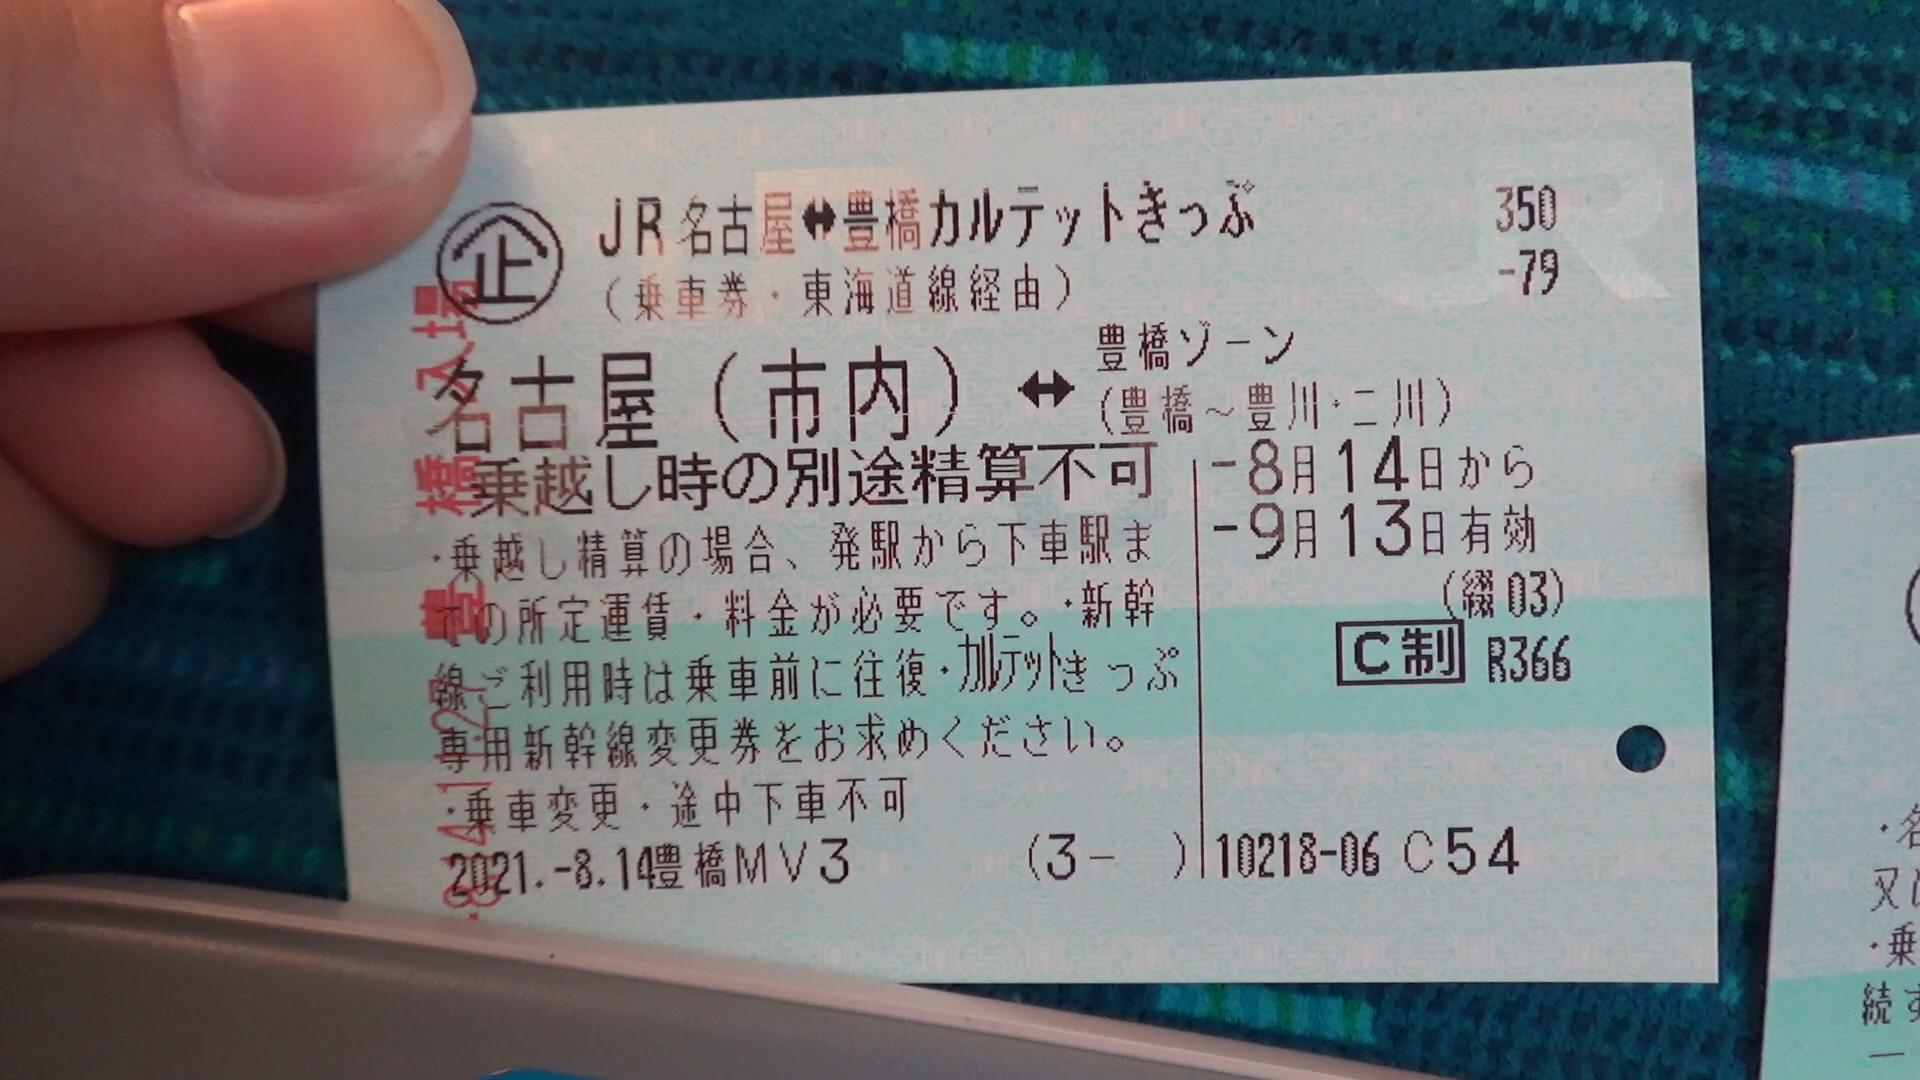 企 JR名古屋↔豊橋カルテットきっぷ 350
(乗車券・東海道線経由) -79
名古屋(市内) ↔ 豊橋ゾーン
(豊橋～豊川・二川)
乗越し時の別途精算不可
-8月14日から
-9月13日有効
・乗越し精算の場合、発駅から下車駅ま
での所定運賃・料金が必要です。・新幹
線ご利用時は乗車前に往復・カルテットきっぷ
専用新幹線変更券をお求めください。
・乗車変更・途中下車不可
(綴03)
C制 R366
2021.-8.14豊橋MV3 (3- ) 10218-06 C54
JR
・名
又は
・乗
続す